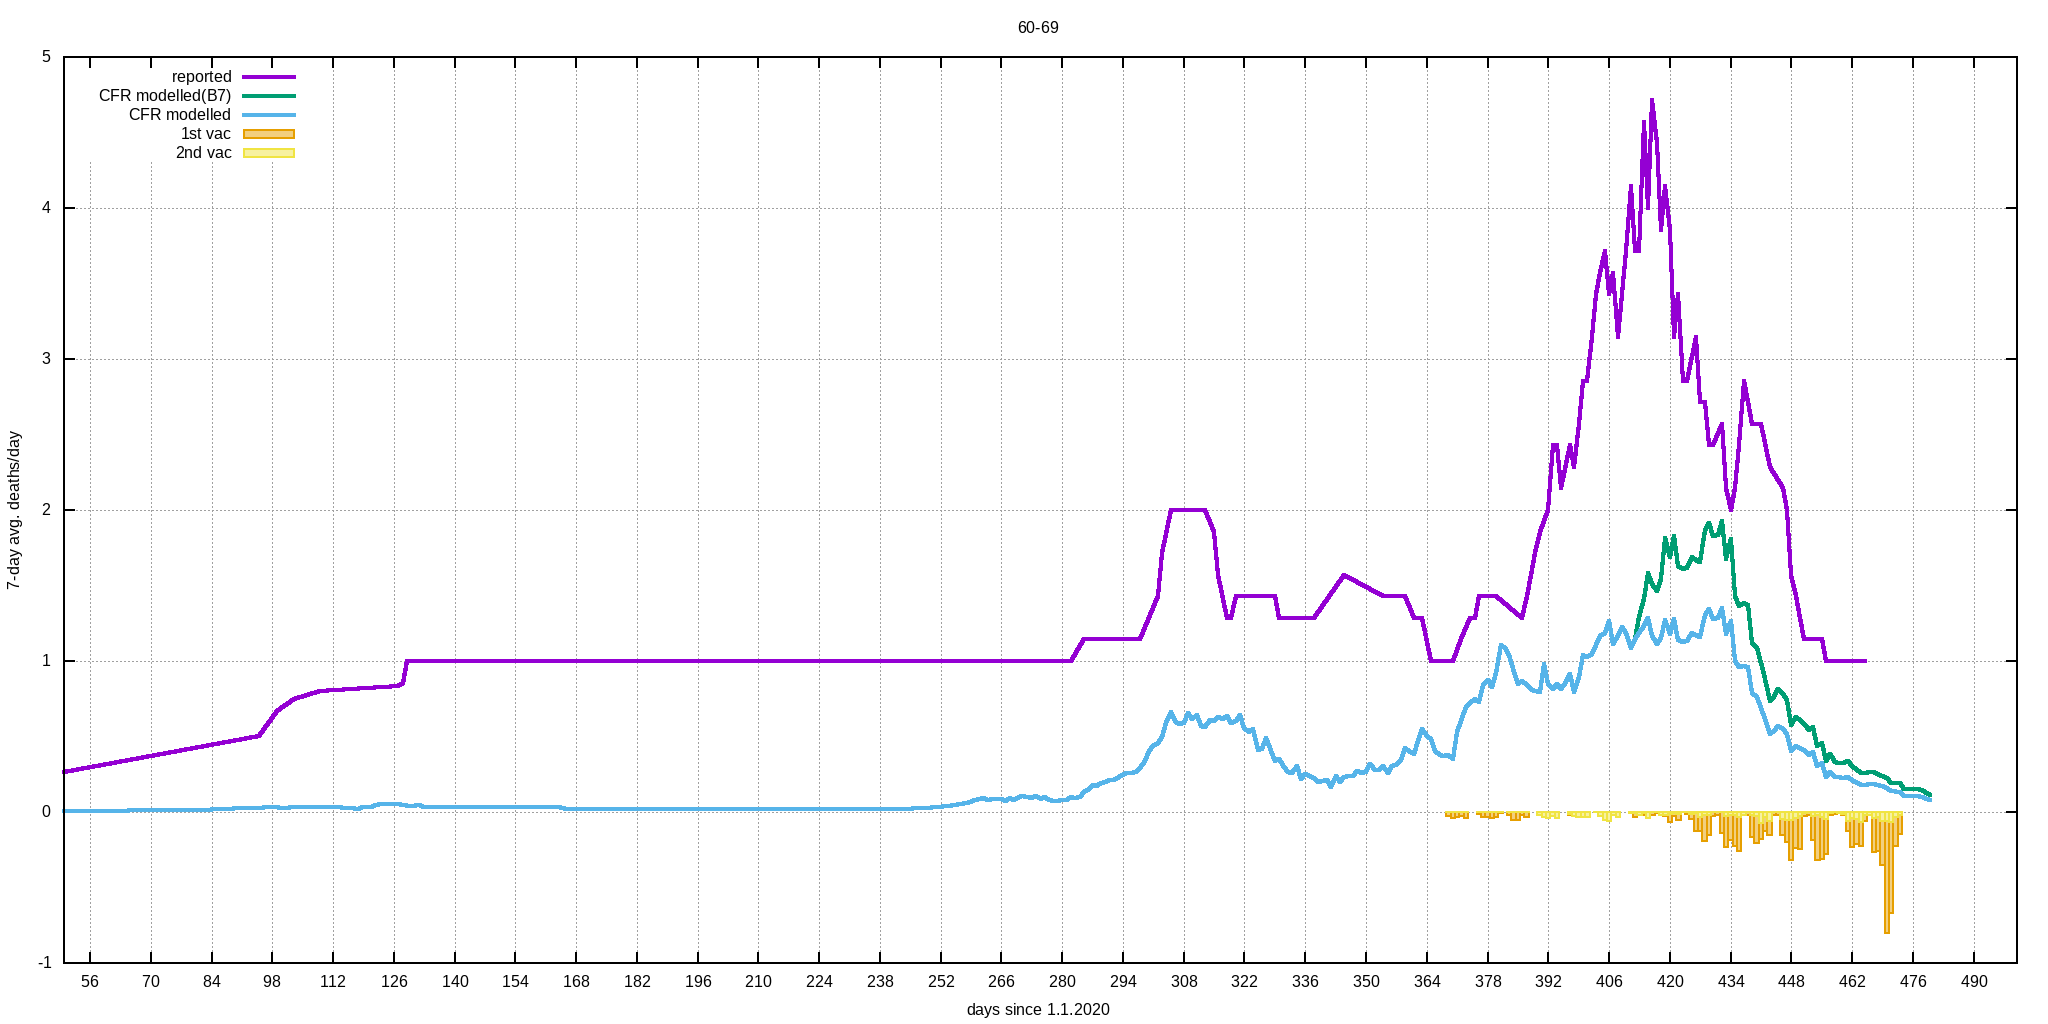 60-69
reported
CFR modelled(B7)
CFR modelled
1st vac
2nd vac
5
4
3
2
1
0
-1
7-day avg. deaths/day
56 70 84 98 112 126 140 154 168 182 196 210 224 238 252 266 280 294 308 322 336 350 364 378 392 406 420 434 448 462 476 490
days since 1.1.2020